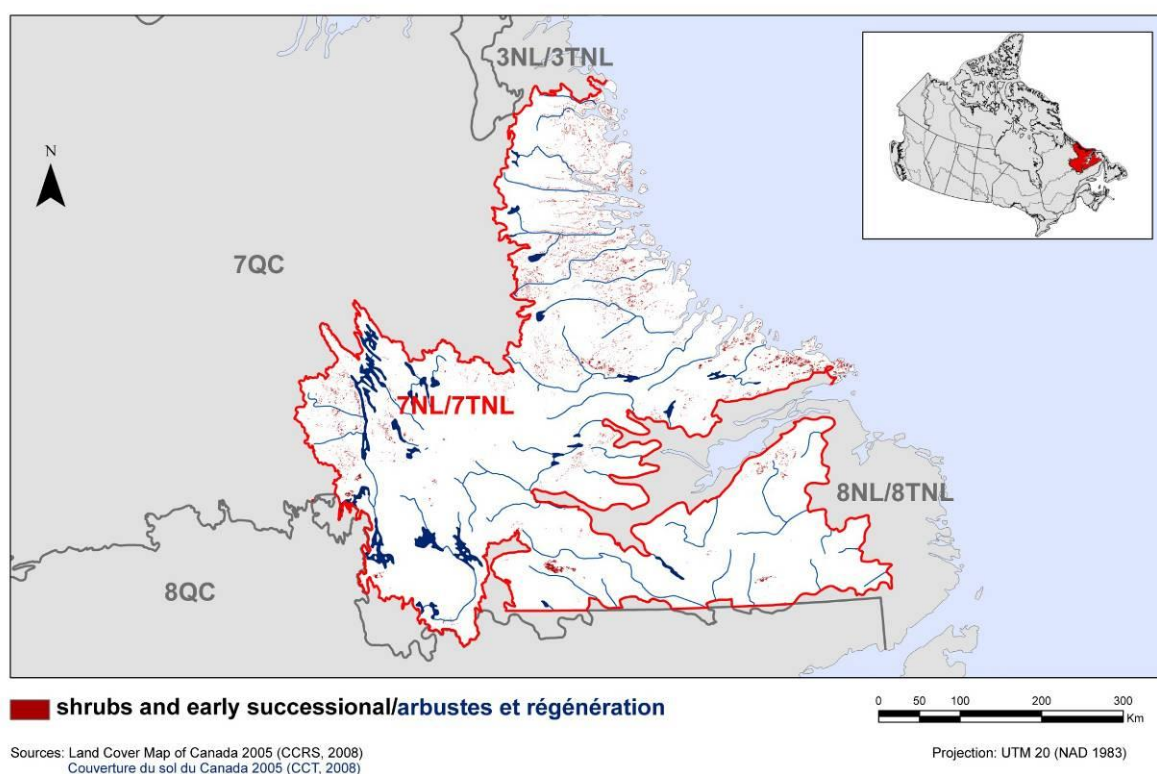 3NL/3TNL
N
7QC
7NL/7TNL
8NL/8TNL
8QC
shrubs and early successional/arbustes et régénération
0 50 100 200 300
Km
Sources: Land Cover Map of Canada 2005 (CCRS, 2008)
Couverture du sol du Canada 2005 (CCT, 2008)
Projection: UTM 20 (NAD 1983)